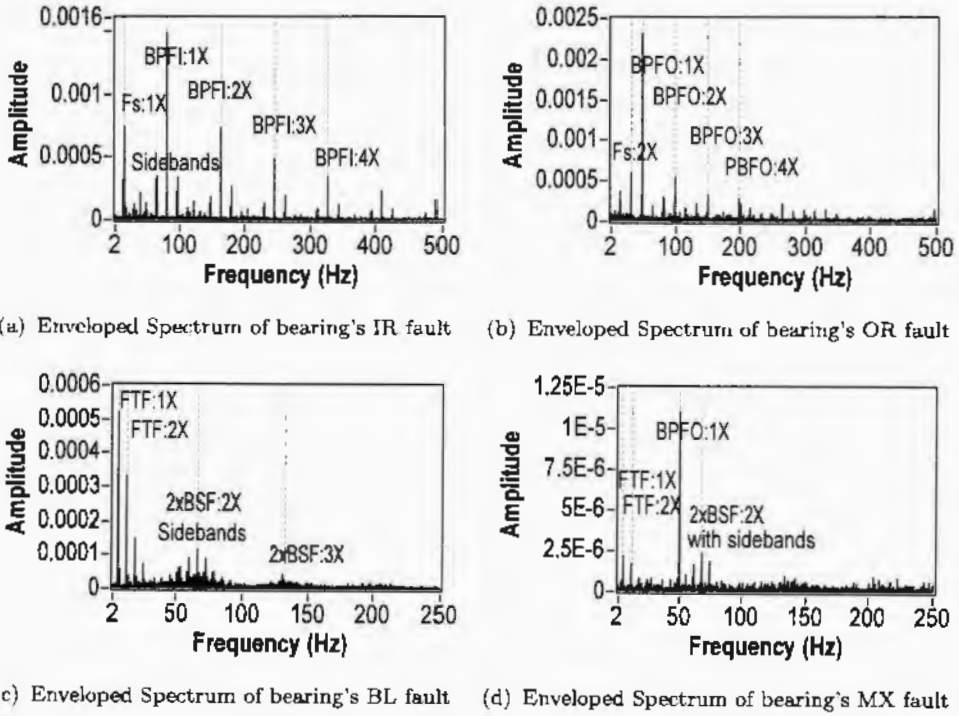 0.0016
BPFI:1X
BPFI:2X
0.001
Fs:1X
BPFI:3X
0.0005
Sidebands
BPFI:4X
0
2 100 200 300 400 500
Amplitude
Frequency (Hz)
(a) Enveloped Spectrum of bearing's IR fault
0.0025
0.002
BPFO:1X
0.0015
BPFO:2X
0.001
BPFO:3X
Fs:2X
PBFO:4X
0.0005
0
2 100 200 300 400 500
Amplitude
Frequency (Hz)
(b) Enveloped Spectrum of bearing's OR fault
0.0006
FTF:1X
0.0005
FTF:2X
0.0004
0.0003
2xBSF:2X
0.0002
Sidebands
0.0001
2xBSF:3X
0
2 50 100 150 200 250
Amplitude
Frequency (Hz)
c) Enveloped Spectrum of bearing's BL fault
1.25E-5
1E-5
BPFO:1X
7.5E-6
FTF:1X
FTF:2X
5E-6
2xBSF:2X
with sidebands
2.5E-6
0
2 50 100 150 200 250
Amplitude
Frequency (Hz)
(d) Enveloped Spectrum of bearing's MX fault